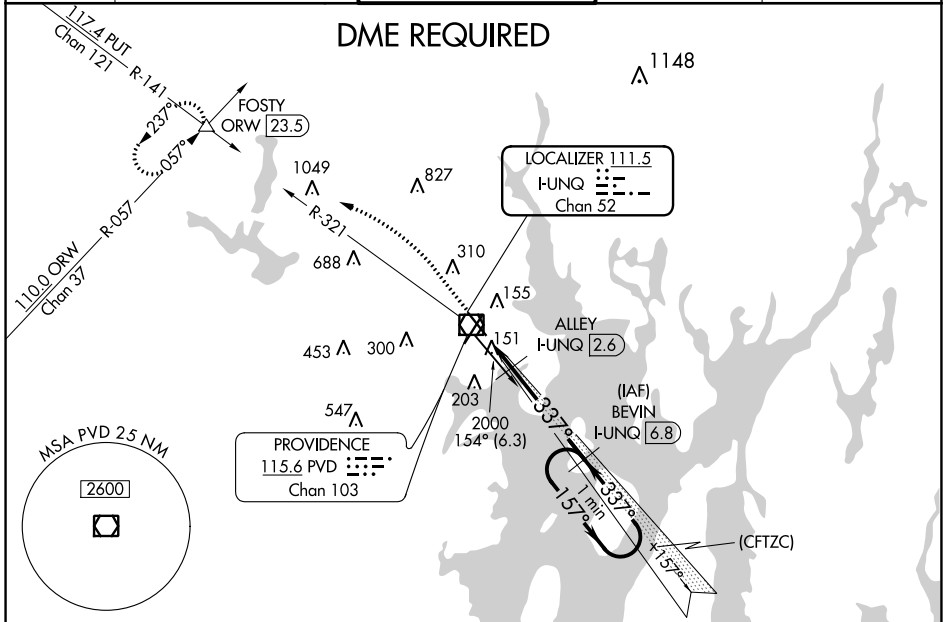 DME REQUIRED
117.4 PUT
Chan 121
R-141
1148
237°
FOSTY
ORW 23.5
057°
LOCALIZER 111.5
I-UNQ
Chan 52
1049
827
R-057
R-321
110.0 ORW
Chan 37
688
310
155
ALLEY
I-UNQ 2.6
151
453
300
203
(IAF)
BEVIN
I-UNQ 6.8
337°
2000
154° (6.3)
547
MSA PVD 25 NM
2600
PROVIDENCE
115.6 PVD
Chan 103
1 min
157°
337°
(CFTZC)
x
157°